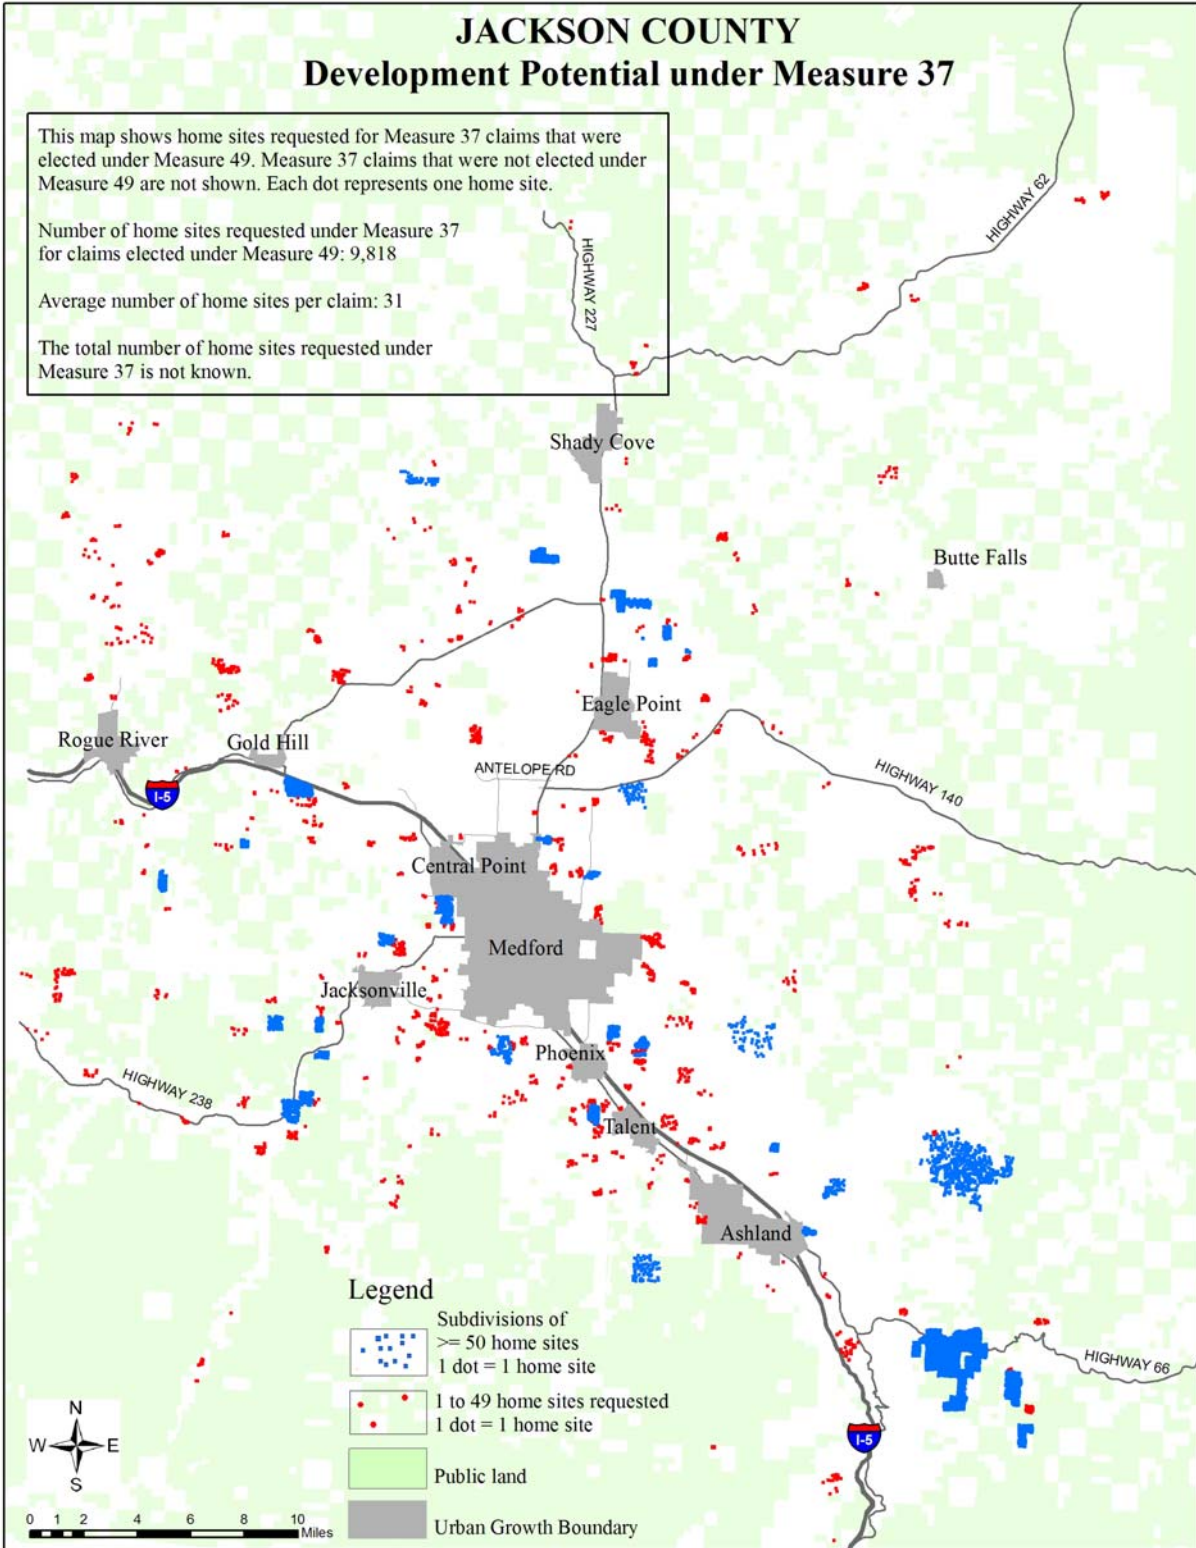 JACKSON COUNTY
Development Potential under Measure 37
This map shows home sites requested for Measure 37 claims that were
elected under Measure 49. Measure 37 claims that were not elected under
Measure 49 are not shown. Each dot represents one home site.
Number of home sites requested under Measure 37
for claims elected under Measure 49: 9,818
Average number of home sites per claim: 31
The total number of home sites requested under
Measure 37 is not known.
HIGHWAY 62
HIGHWAY 227
Shady Cove
Butte Falls
Eagle Point
Rogue River
Gold Hill
I-5
ANTELOPE RD
HIGHWAY 140
Central Point
Medford
Jacksonville
Phoenix
HIGHWAY 238
Talent
Ashland
HIGHWAY 66
I-5
Legend
Subdivisions of
>= 50 home sites
1 dot = 1 home site
1 to 49 home sites requested
1 dot = 1 home site
Public land
Urban Growth Boundary
N
W E
S
0 1 2 4 6 8 10
Miles